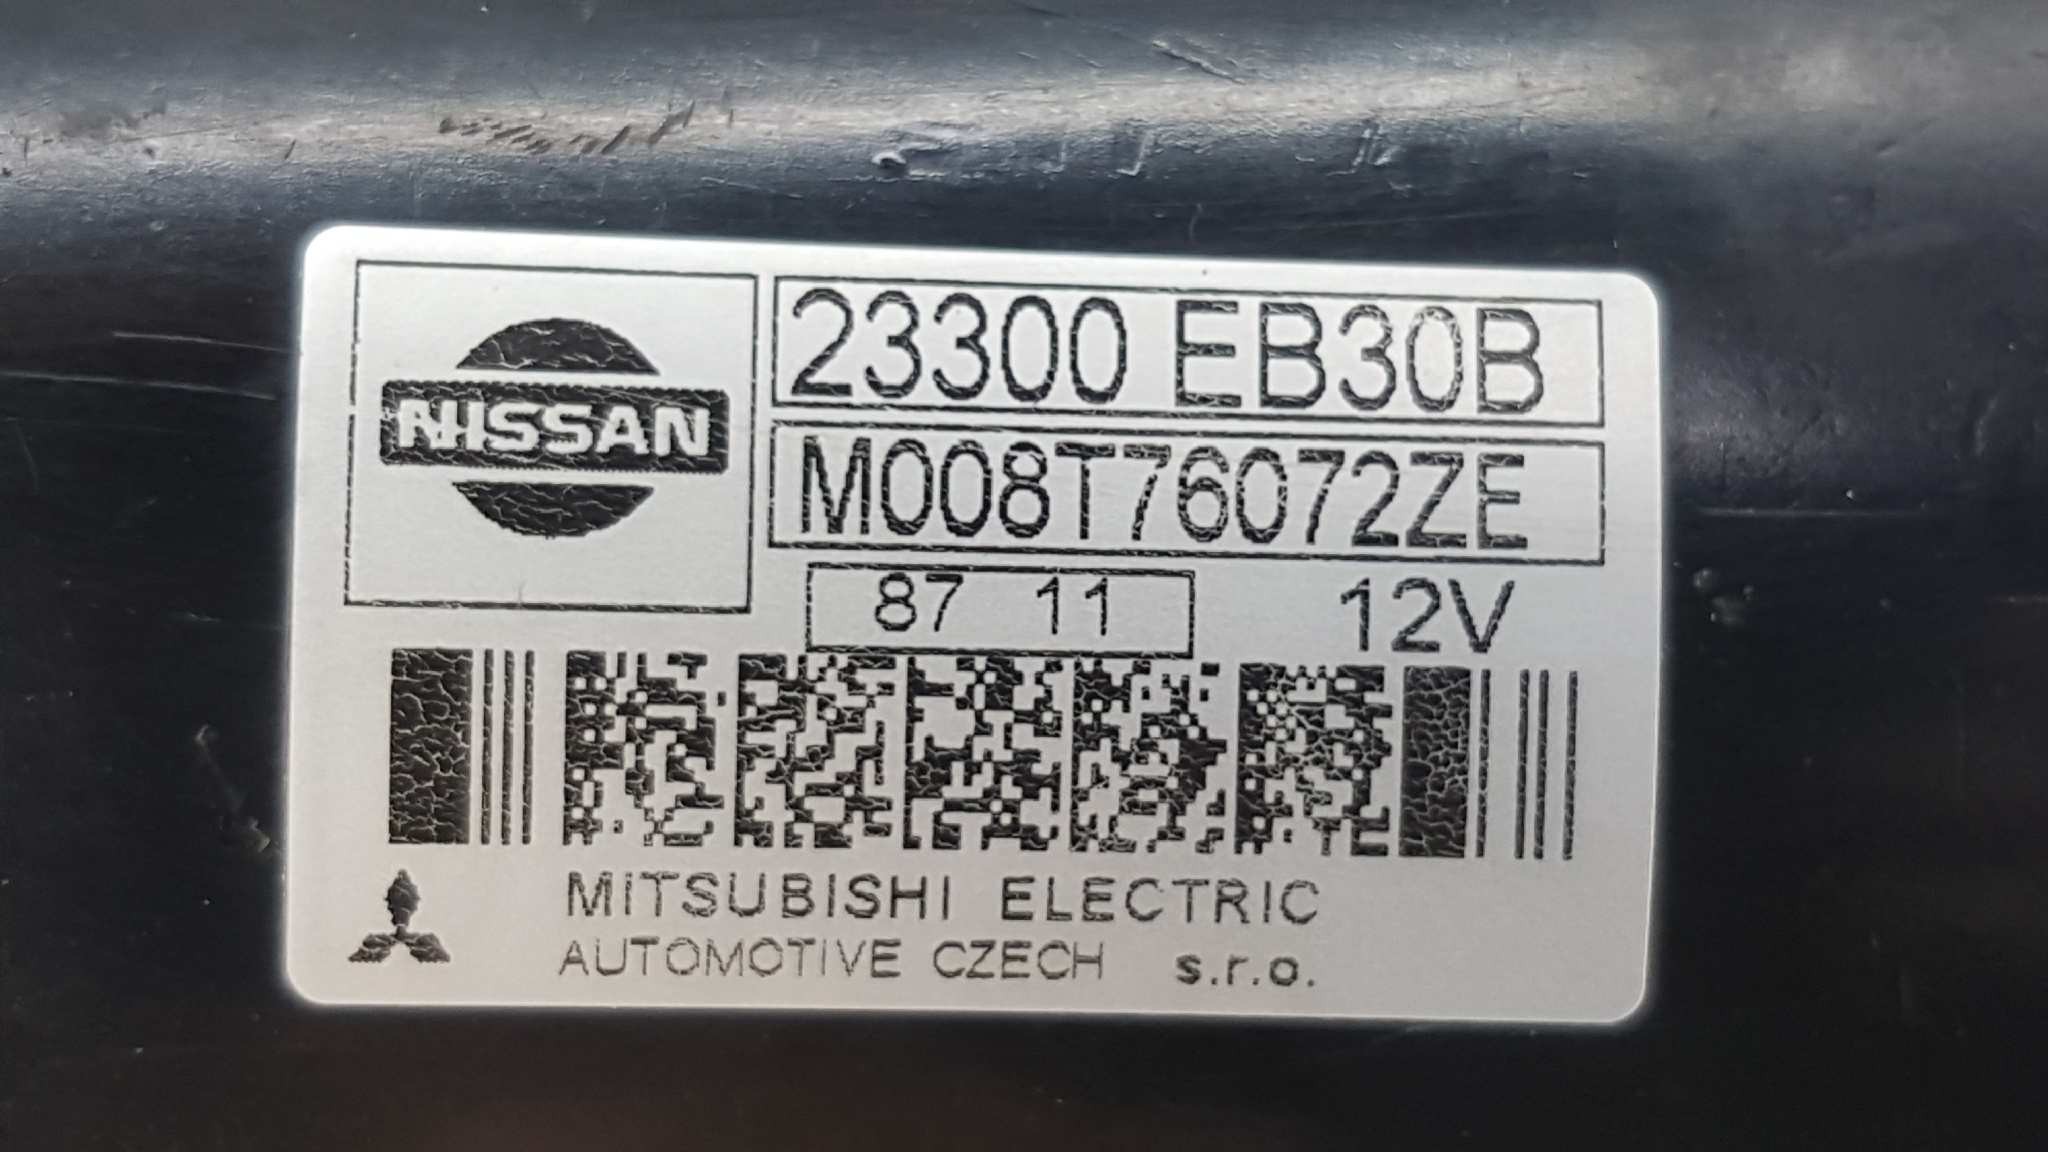 NISSAN
23300 EB30B
M008T76072ZE
87 11
12V
MITSUBISHI ELECTRIC
AUTOMOTIVE CZECH s.r.o.